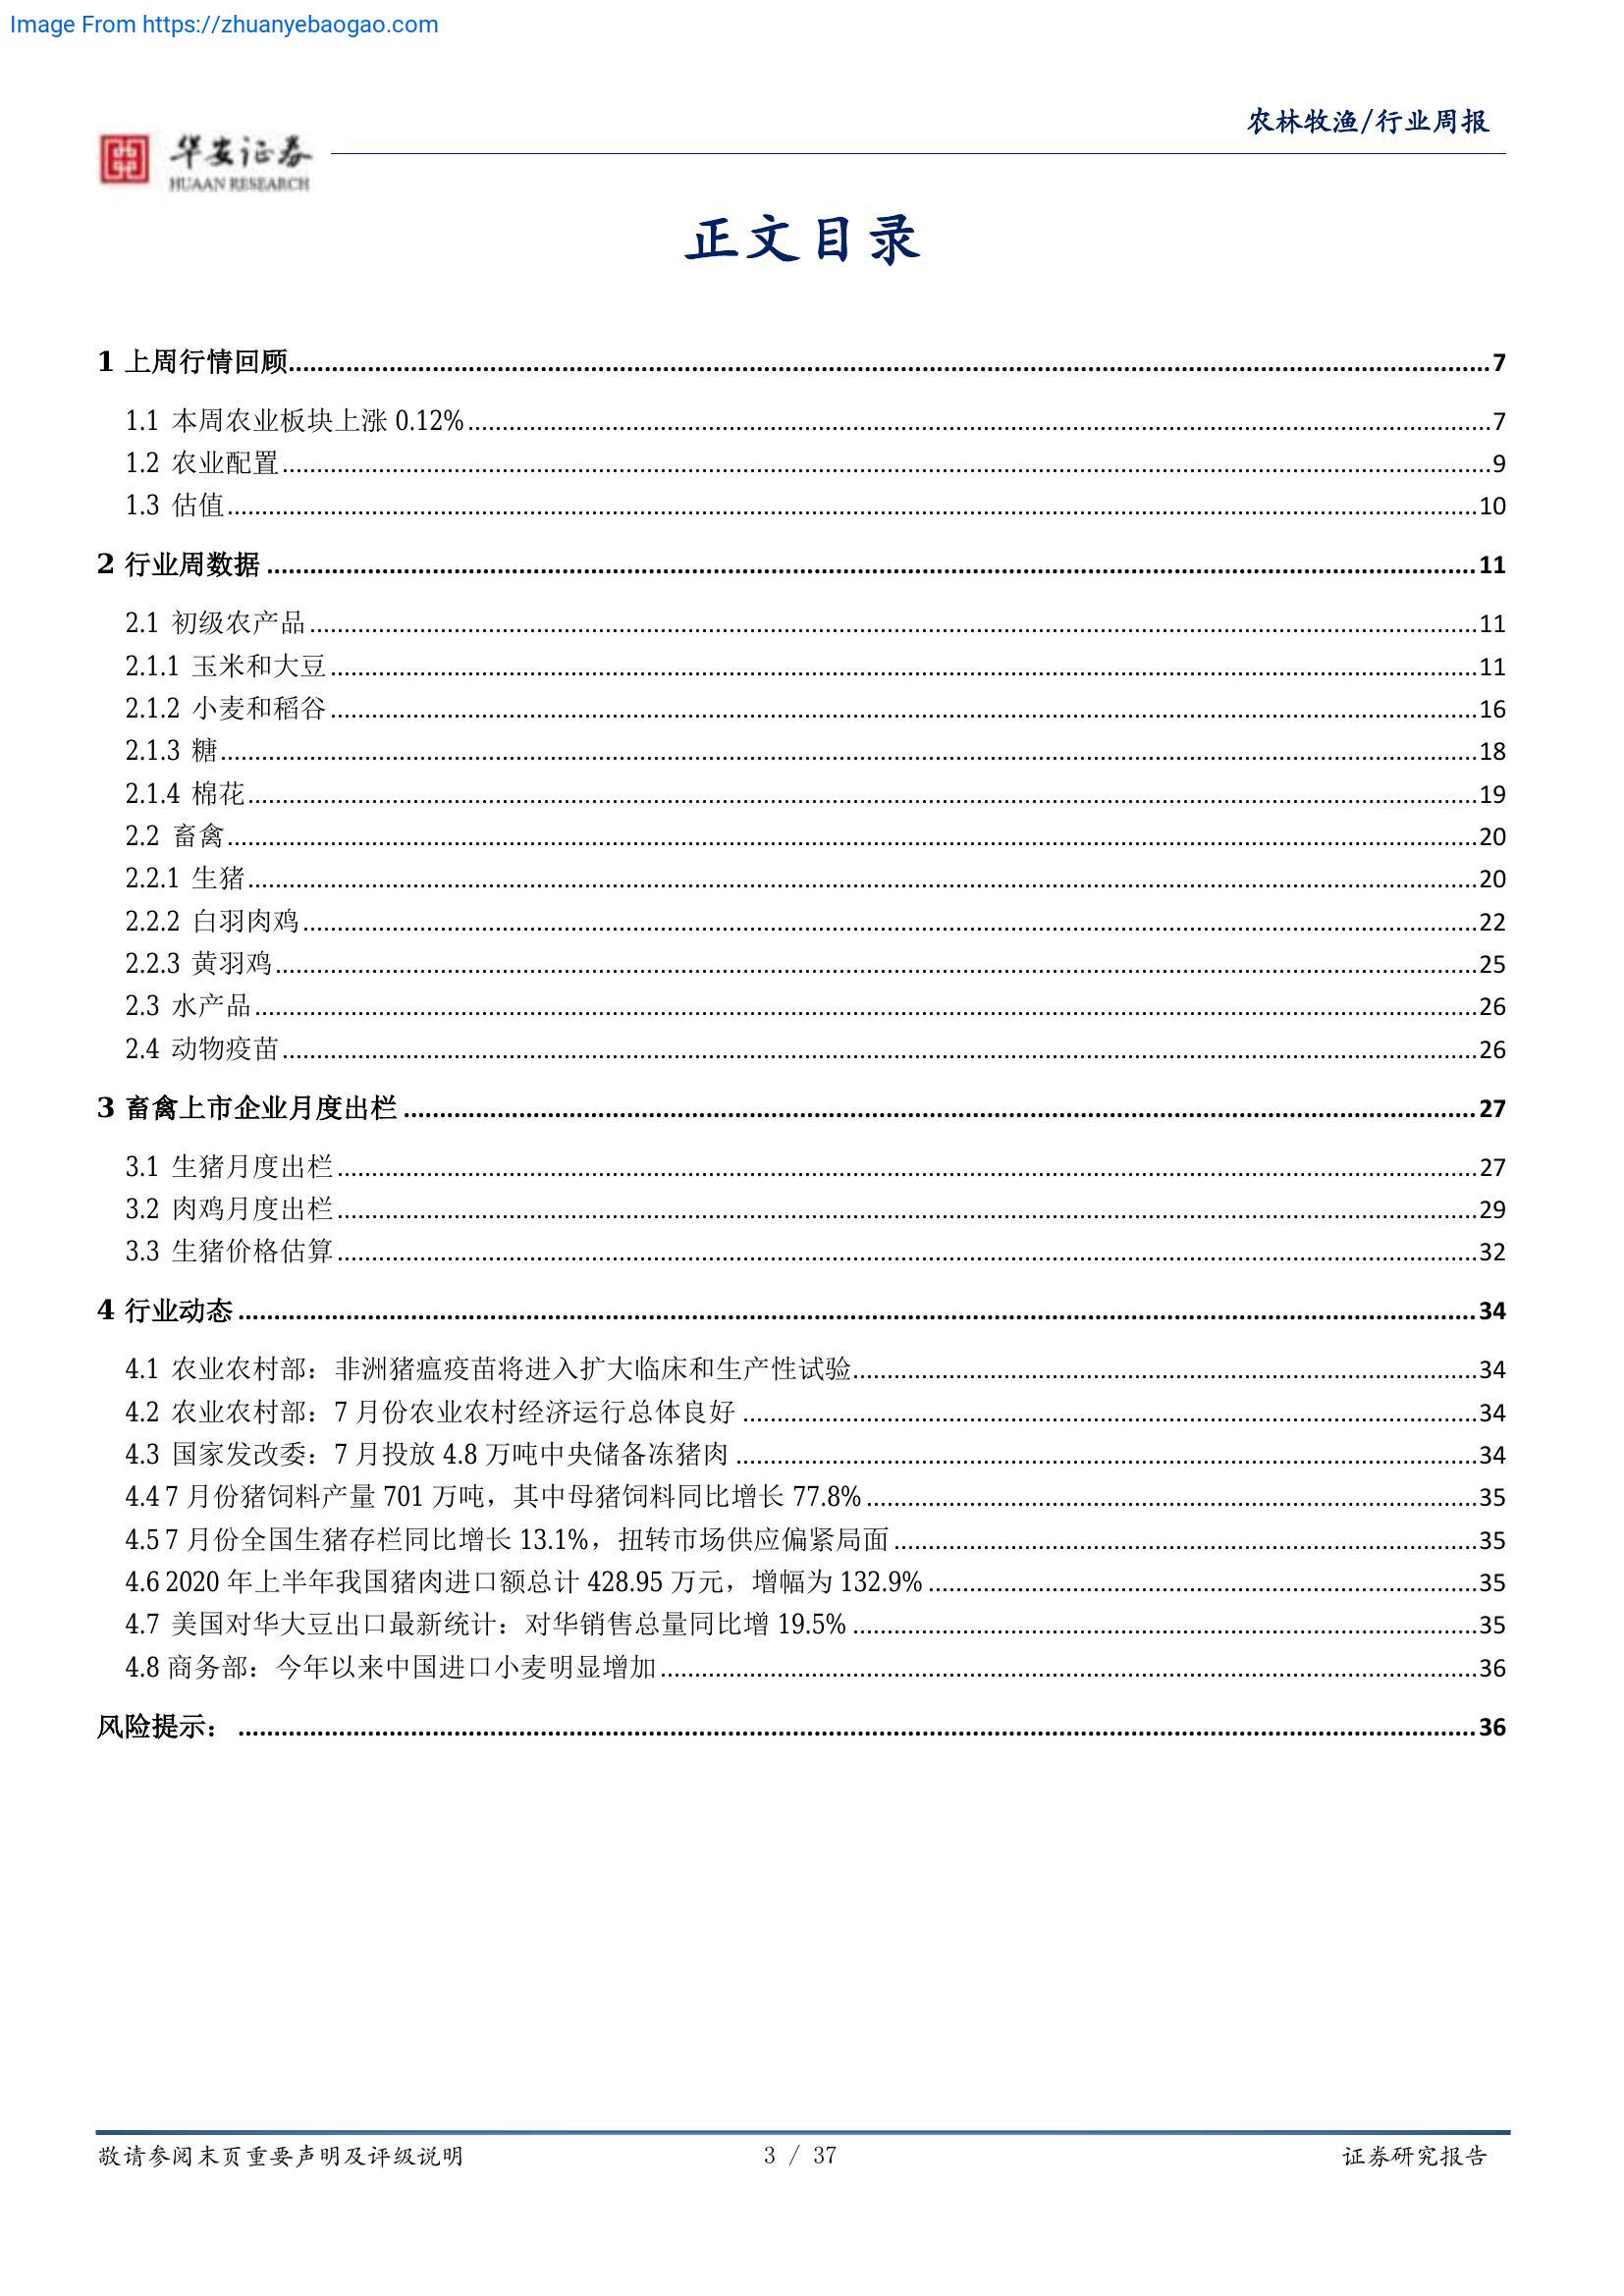 Image From https://zhuanyebaogao.com
农林牧渔/行业周报
华安证券
HUAAN RESEARCH
正文目录
1 上周行情回顾................................................................7
1.1 本周农业板块上涨 0.12%................................................................7
1.2 农业配置................................................................9
1.3 估值................................................................10
2 行业周数据................................................................11
2.1 初级农产品................................................................11
2.1.1 玉米和大豆................................................................11
2.1.2 小麦和稻谷................................................................16
2.1.3 糖................................................................18
2.1.4 棉花................................................................19
2.2 畜禽................................................................20
2.2.1 生猪................................................................20
2.2.2 白羽肉鸡................................................................22
2.2.3 黄羽鸡................................................................25
2.3 水产品................................................................26
2.4 动物疫苗................................................................26
3 畜禽上市企业月度出栏................................................................27
3.1 生猪月度出栏................................................................27
3.2 肉鸡月度出栏................................................................29
3.3 生猪价格估算................................................................32
4 行业动态................................................................34
4.1 农业农村部：非洲猪瘟疫苗将进入扩大临床和生产性试验................................................................34
4.2 农业农村部：7 月份农业农村经济运行总体良好................................................................34
4.3 国家发改委：7 月投放 4.8 万吨中央储备冻猪肉................................................................34
4.4 7 月份猪饲料产量 701 万吨，其中母猪饲料同比增长 77.8%................................................................35
4.5 7 月份全国生猪存栏同比增长 13.1%，扭转市场供应偏紧局面................................................................35
4.6 2020 年上半年我国猪肉进口额总计 428.95 万元，增幅为 132.9%................................................................35
4.7 美国对华大豆出口最新统计：对华销售总量同比增 19.5%................................................................35
4.8 商务部：今年以来中国进口小麦明显增加................................................................36
风险提示：................................................................36
敬请参阅末页重要声明及评级说明 3 / 37 证券研究报告